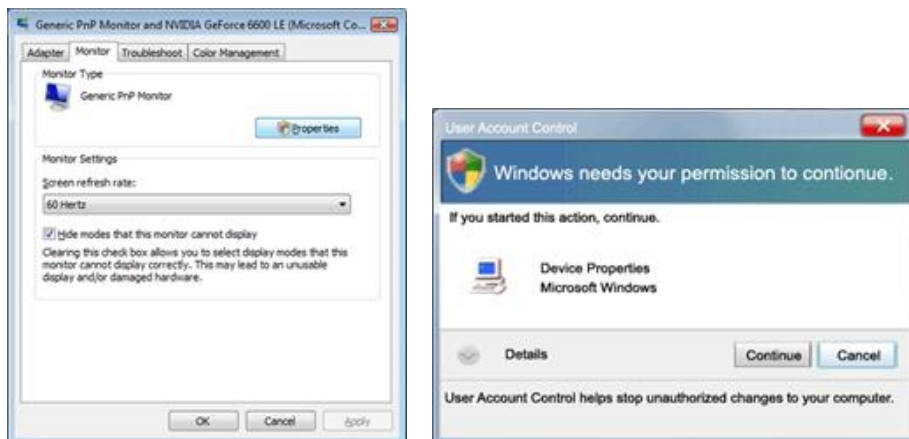 Generic PnP Monitor and NVIDIA GeForce 6600 LE (Microsoft Co...
Adapter Monitor Troubleshoot Color Management
Monitor Type
Generic PnP Monitor
Properties
Monitor Settings
Screen refresh rate:
60 Hertz
Hide modes that this monitor cannot display
Clearing this check box allows you to select display modes that this
monitor cannot display correctly. This may lead to an unusable
display and/or damaged hardware.
OK Cancel Apply
User Account Control
Windows needs your permission to contionue.
If you started this action, continue.
Device Properties
Microsoft Windows
Details Continue Cancel
User Account Control helps stop unauthorized changes to your computer.